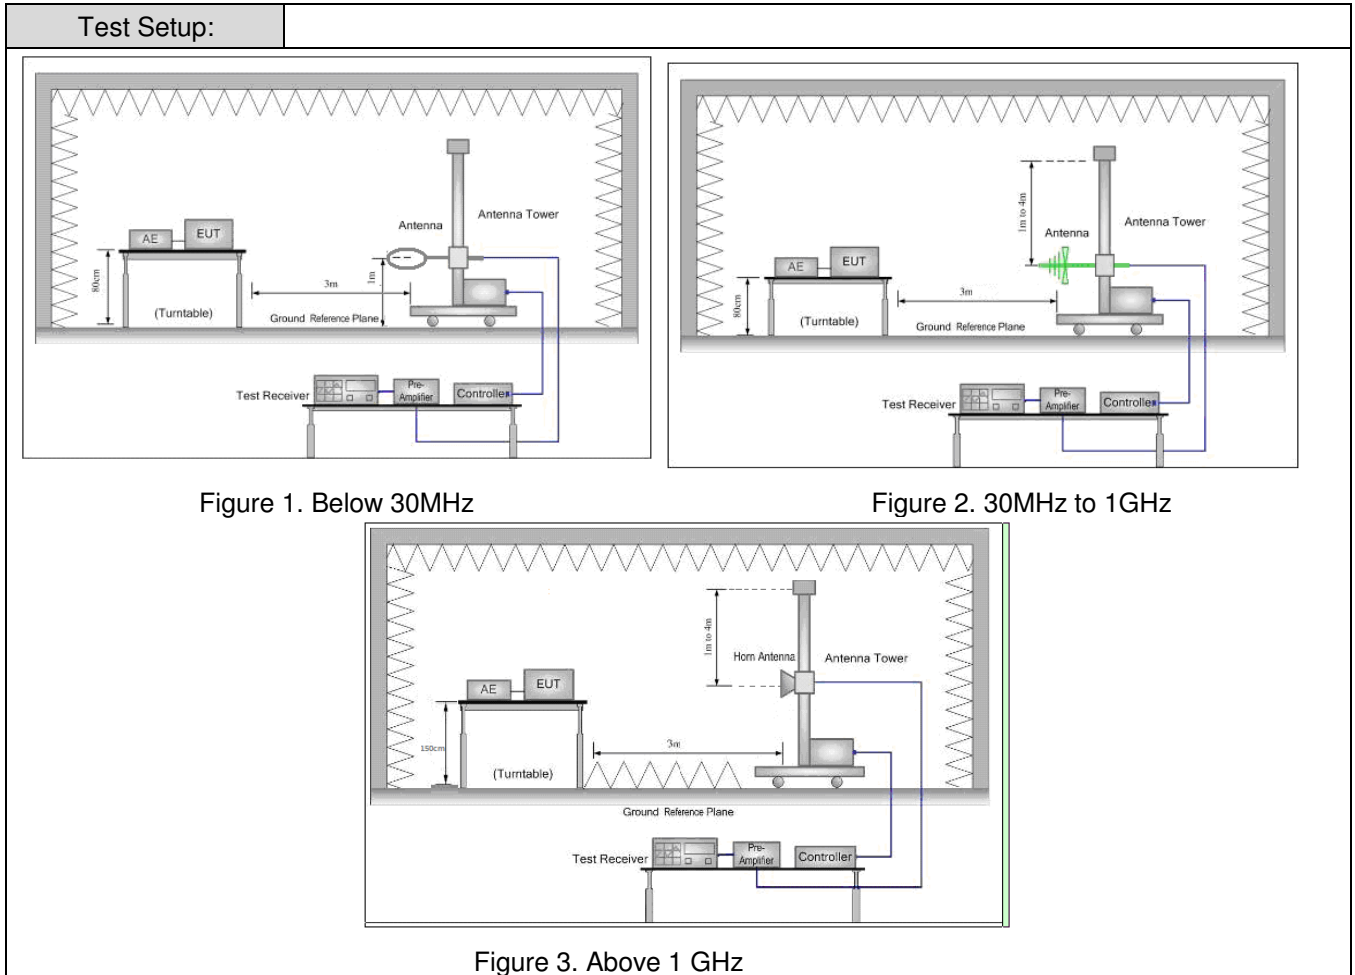 Test Setup:
Antenna
Antenna Tower
AE
EUT
80cm
1m
3m
(Turntable)
Ground Reference Plane
Test Receiver
Pre-
Amplifier
Controller
Figure 1. Below 30MHz
1m to 4m
Antenna
Antenna Tower
AE
EUT
80cm
3m
(Turntable)
Ground Reference Plane
Test Receiver
Pre-
Amplifier
Controller
Figure 2. 30MHz to 1GHz
1m to 4m
Horn Antenna
Antenna Tower
AE
EUT
150cm
3m
(Turntable)
Ground Reference Plane
Test Receiver
Pre-
Amplifier
Controller
Figure 3. Above 1 GHz